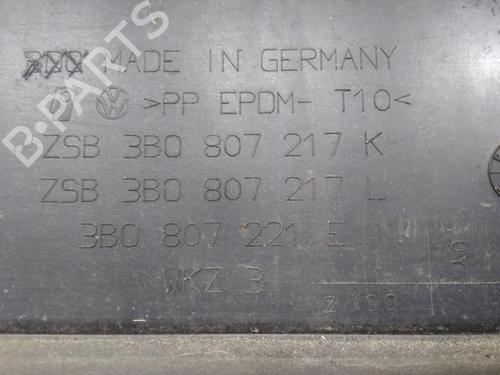 MADE IN GERMANY
>PP EPDM- T10<
ZSB 3B0 807 217 K
ZSB 3B0 807 217 L
3B0 807 221 E
WKZ 3
B-PARTS